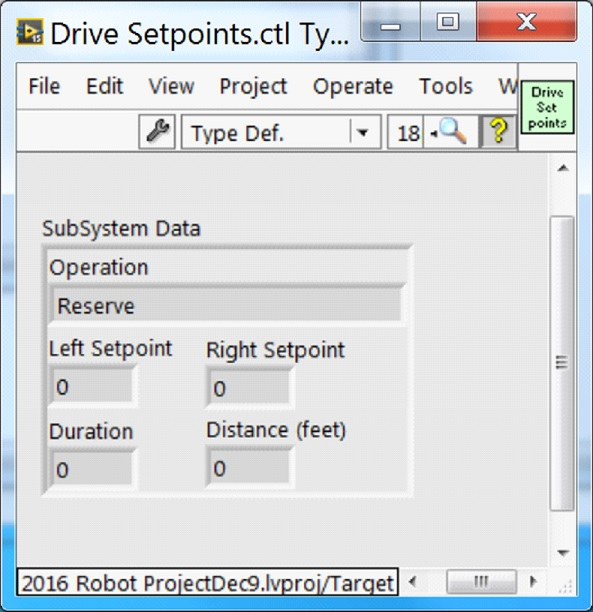 Drive Setpoints.ctl Ty...
File Edit View Project Operate Tools W
Drive
Set
points
Type Def.
18
?
SubSystem Data
Operation
Reserve
Left Setpoint Right Setpoint
0 0
Duration Distance (feet)
0 0
2016 Robot ProjectDec9.lvproj/Target